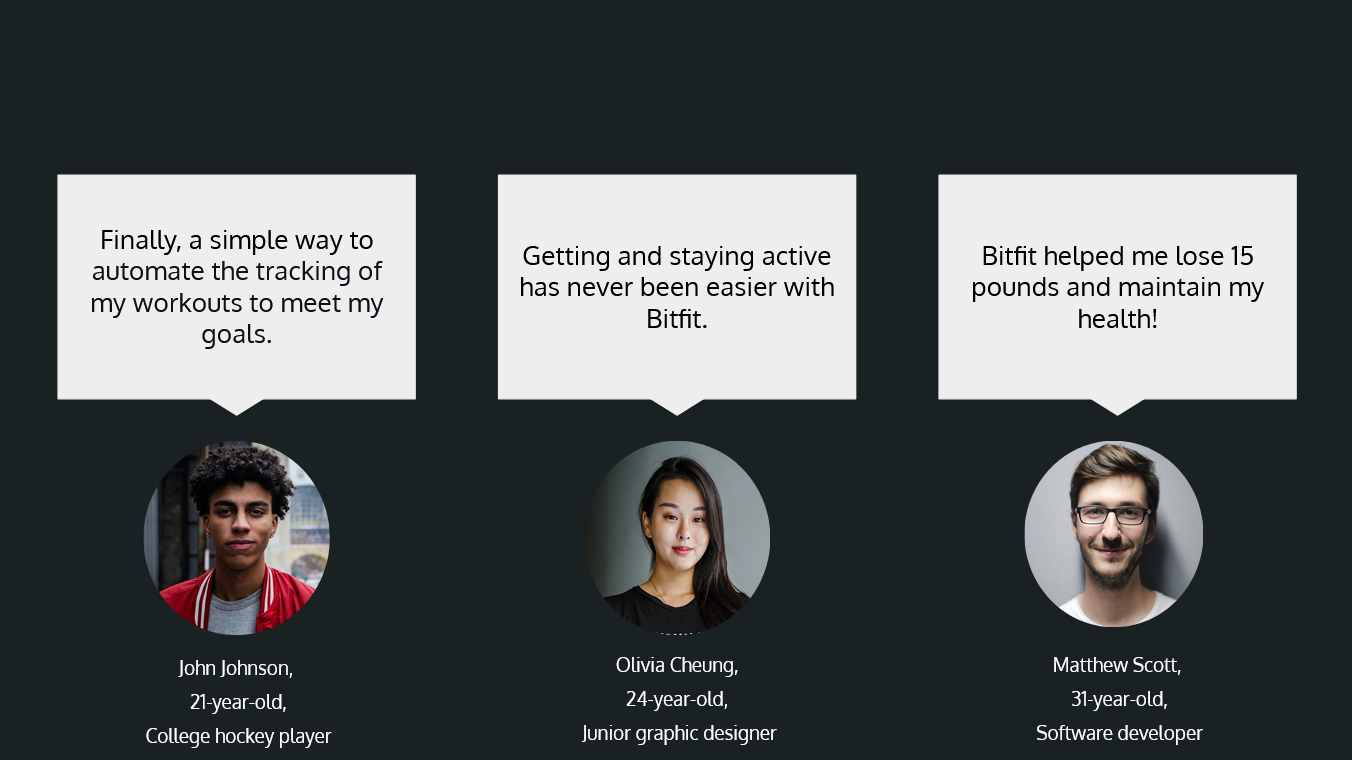 Finally, a simple way to
automate the tracking of
my workouts to meet my
goals.
Getting and staying active
has never been easier with
Bitfit.
Bitfit helped me lose 15
pounds and maintain my
health!
John Johnson,
21-year-old,
College hockey player
Olivia Cheung,
24-year-old,
Junior graphic designer
Matthew Scott,
31-year-old,
Software developer